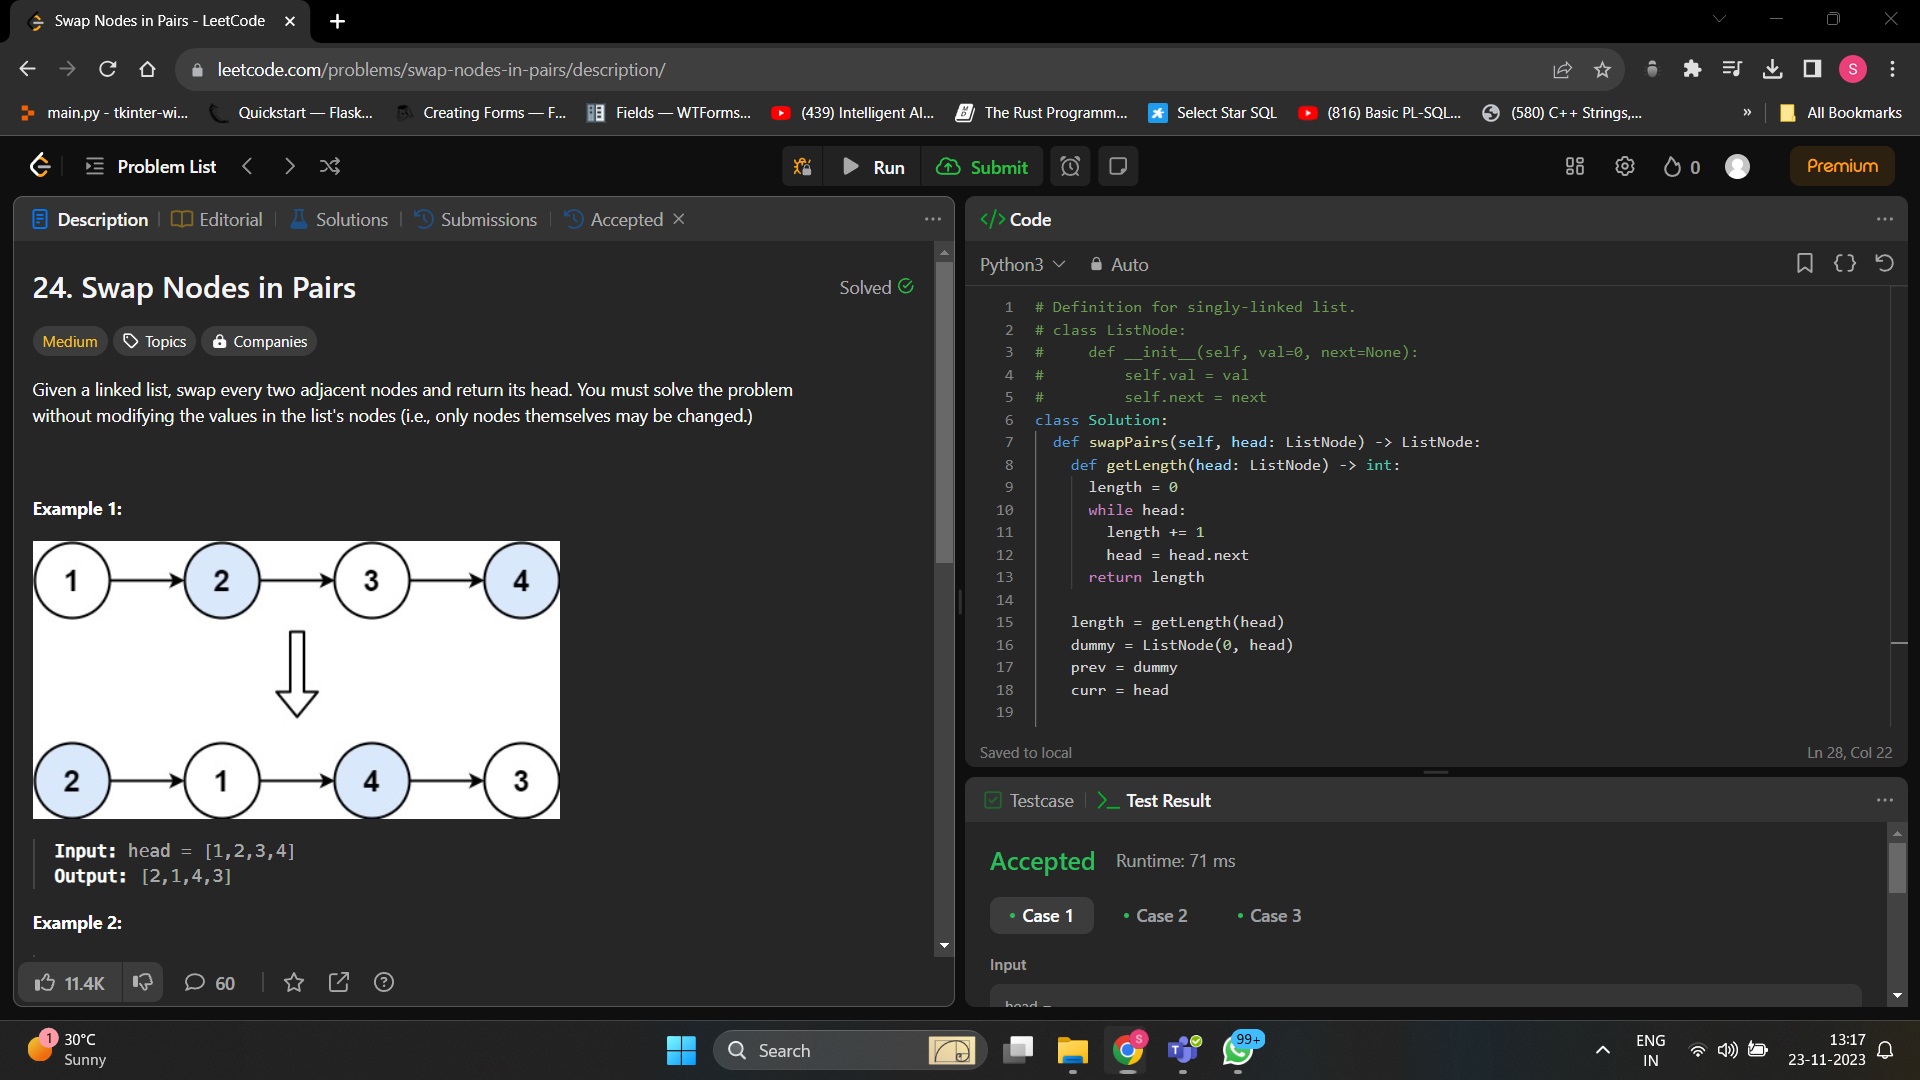 Swap Nodes in Pairs - LeetCode
leetcode.com/problems/swap-nodes-in-pairs/description/
S
main.py - tkinter-wi...
Quickstart — Flask...
Creating Forms — F...
Fields — WTForms...
(439) Intelligent AI...
The Rust Programm...
Select Star SQL
(816) Basic PL-SQL...
(580) C++ Strings,...
»
All Bookmarks
Problem List
Run
Submit
0
Premium
Description
Editorial
Solutions
Submissions
Accepted
24. Swap Nodes in Pairs
Solved
Medium
Topics
Companies
Given a linked list, swap every two adjacent nodes and return its head. You must solve the problem
without modifying the values in the list's nodes (i.e., only nodes themselves may be changed.)
Example 1:
1 2 3 4
2 1 4 3
Input: head = [1,2,3,4]
Output: [2,1,4,3]
Example 2:
11.4K
60
</> Code
Python3
Auto
1 # Definition for singly-linked list.
2 # class ListNode:
3 #     def __init__(self, val=0, next=None):
4 #         self.val = val
5 #         self.next = next
6 class Solution:
7   def swapPairs(self, head: ListNode) -> ListNode:
8     def getLength(head: ListNode) -> int:
9       length = 0
10       while head:
11         length += 1
12         head = head.next
13       return length
14
15     length = getLength(head)
16     dummy = ListNode(0, head)
17     prev = dummy
18     curr = head
19
Saved to local
Ln 28, Col 22
Testcase
Test Result
Accepted
Runtime: 71 ms
Case 1
Case 2
Case 3
Input
head =
1
30°C
Sunny
Search
S
99+
ENG
IN
13:17
23-11-2023